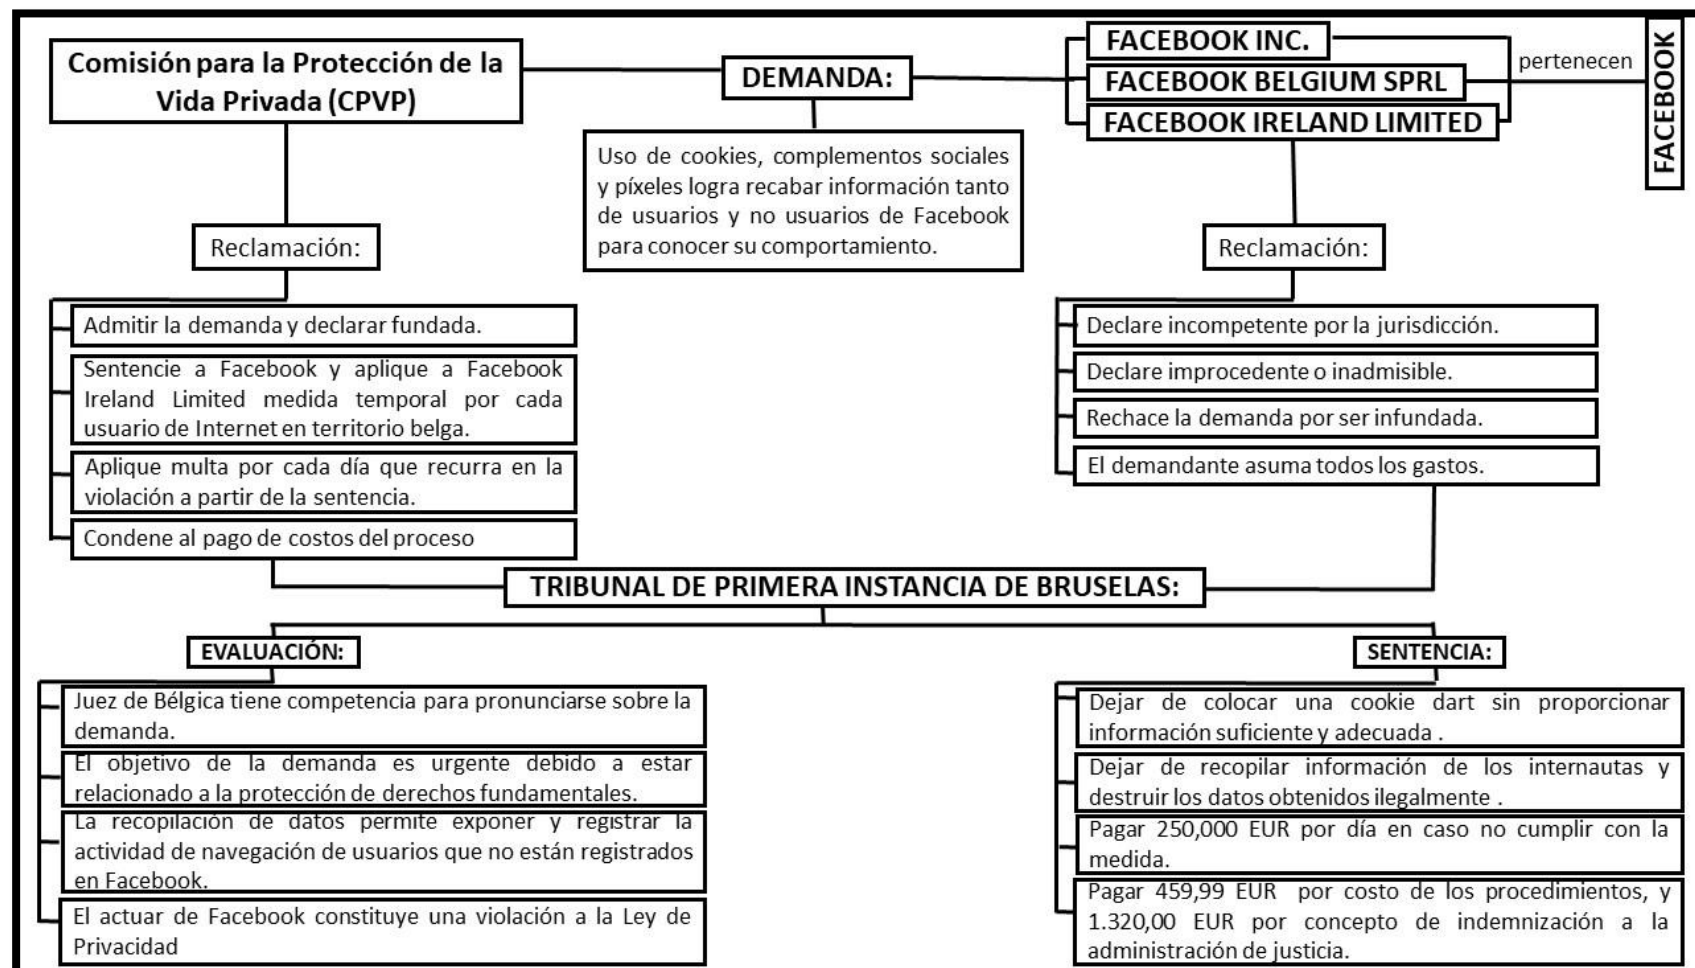 Comisión para la Protección de la
Vida Privada (CPVP)
DEMANDA:
FACEBOOK INC.
FACEBOOK BELGIUM SPRL
FACEBOOK IRELAND LIMITED
pertenecen
FACEBOOK
Uso de cookies, complementos sociales
y píxeles logra recabar información tanto
de usuarios y no usuarios de Facebook
para conocer su comportamiento.
Reclamación:
Admitir la demanda y declarar fundada.
Sentencie a Facebook y aplique a Facebook
Ireland Limited medida temporal por cada
usuario de Internet en territorio belga.
Aplique multa por cada día que recurra en la
violación a partir de la sentencia.
Condene al pago de costos del proceso
Reclamación:
Declare incompetente por la jurisdicción.
Declare improcedente o inadmisible.
Rechace la demanda por ser infundada.
El demandante asuma todos los gastos.
TRIBUNAL DE PRIMERA INSTANCIA DE BRUSELAS:
EVALUACIÓN:
Juez de Bélgica tiene competencia para pronunciarse sobre la
demanda.
El objetivo de la demanda es urgente debido a estar
relacionado a la protección de derechos fundamentales.
La recopilación de datos permite exponer y registrar la
actividad de navegación de usuarios que no están registrados
en Facebook.
El actuar de Facebook constituye una violación a la Ley de
Privacidad
SENTENCIA:
Dejar de colocar una cookie dart sin proporcionar
información suficiente y adecuada .
Dejar de recopilar información de los internautas y
destruir los datos obtenidos ilegalmente .
Pagar 250,000 EUR por día en caso no cumplir con la
medida.
Pagar 459,99 EUR por costo de los procedimientos, y
1.320,00 EUR por concepto de indemnización a la
administración de justicia.